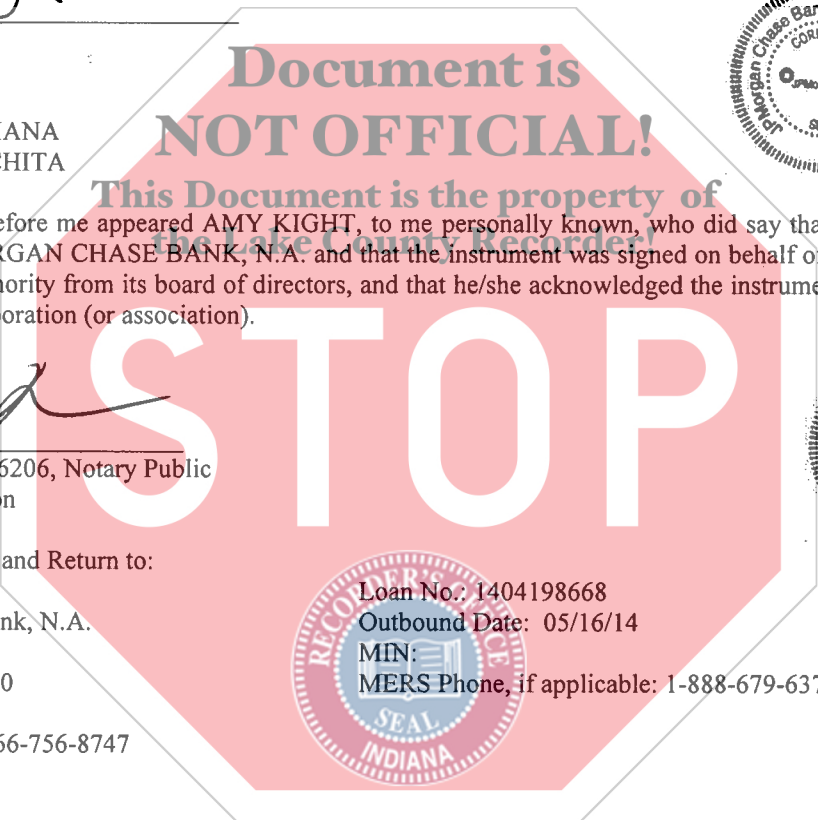 Document is
NOT OFFICIAL!
This Document is the property of
the Lake County Recorder!
JPMorgan Chase Ban
IANA
CHITA
efore me appeared AMY KIGHT, to me personally known, who did say tha
RGAN CHASE BANK, N.A. and that the instrument was signed on behalf o
hority from its board of directors, and that he/she acknowledged the instrume
poration (or association).
STOP
6206, Notary Public
on
and Return to:
nk, N.A.
0
66-756-8747
Loan No.: 1404198668
Outbound Date: 05/16/14
MIN:
MERS Phone, if applicable: 1-888-679-637
RECORDER'S OFFICE
SEAL
INDIANA